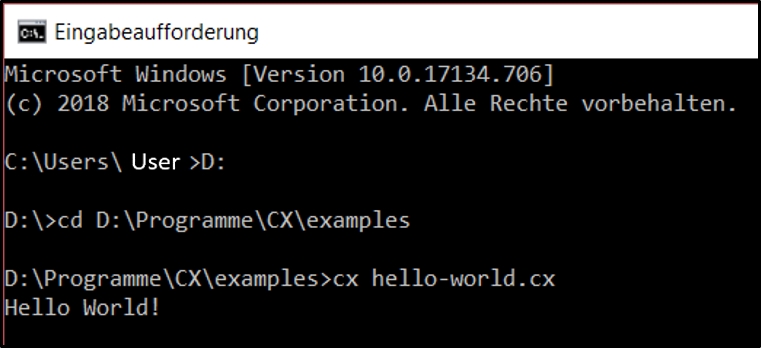 Eingabeaufforderung
Microsoft Windows [Version 10.0.17134.706]
(c) 2018 Microsoft Corporation. Alle Rechte vorbehalten.
C:\Users\ User >D:
D:\>cd D:\Programme\CX\examples
D:\Programme\CX\examples>cx hello-world.cx
Hello World!